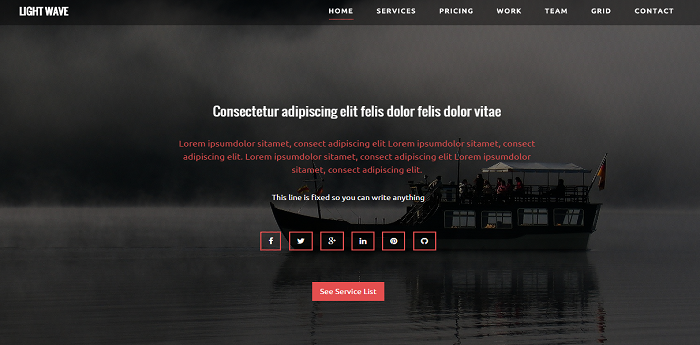 LIGHT WAVE
HOME SERVICES PRICING WORK TEAM GRID CONTACT
Consectetur adipiscing elit felis dolor felis dolor vitae
Lorem ipsumdolor sitamet, consect adipiscing elit Lorem ipsumdolor sitamet, consect
adipiscing elit. Lorem ipsumdolor sitamet, consect adipiscing elit Lorem ipsumdolor
sitamet, consect adipiscing elit.
This line is fixed so you can write anything
See Service List